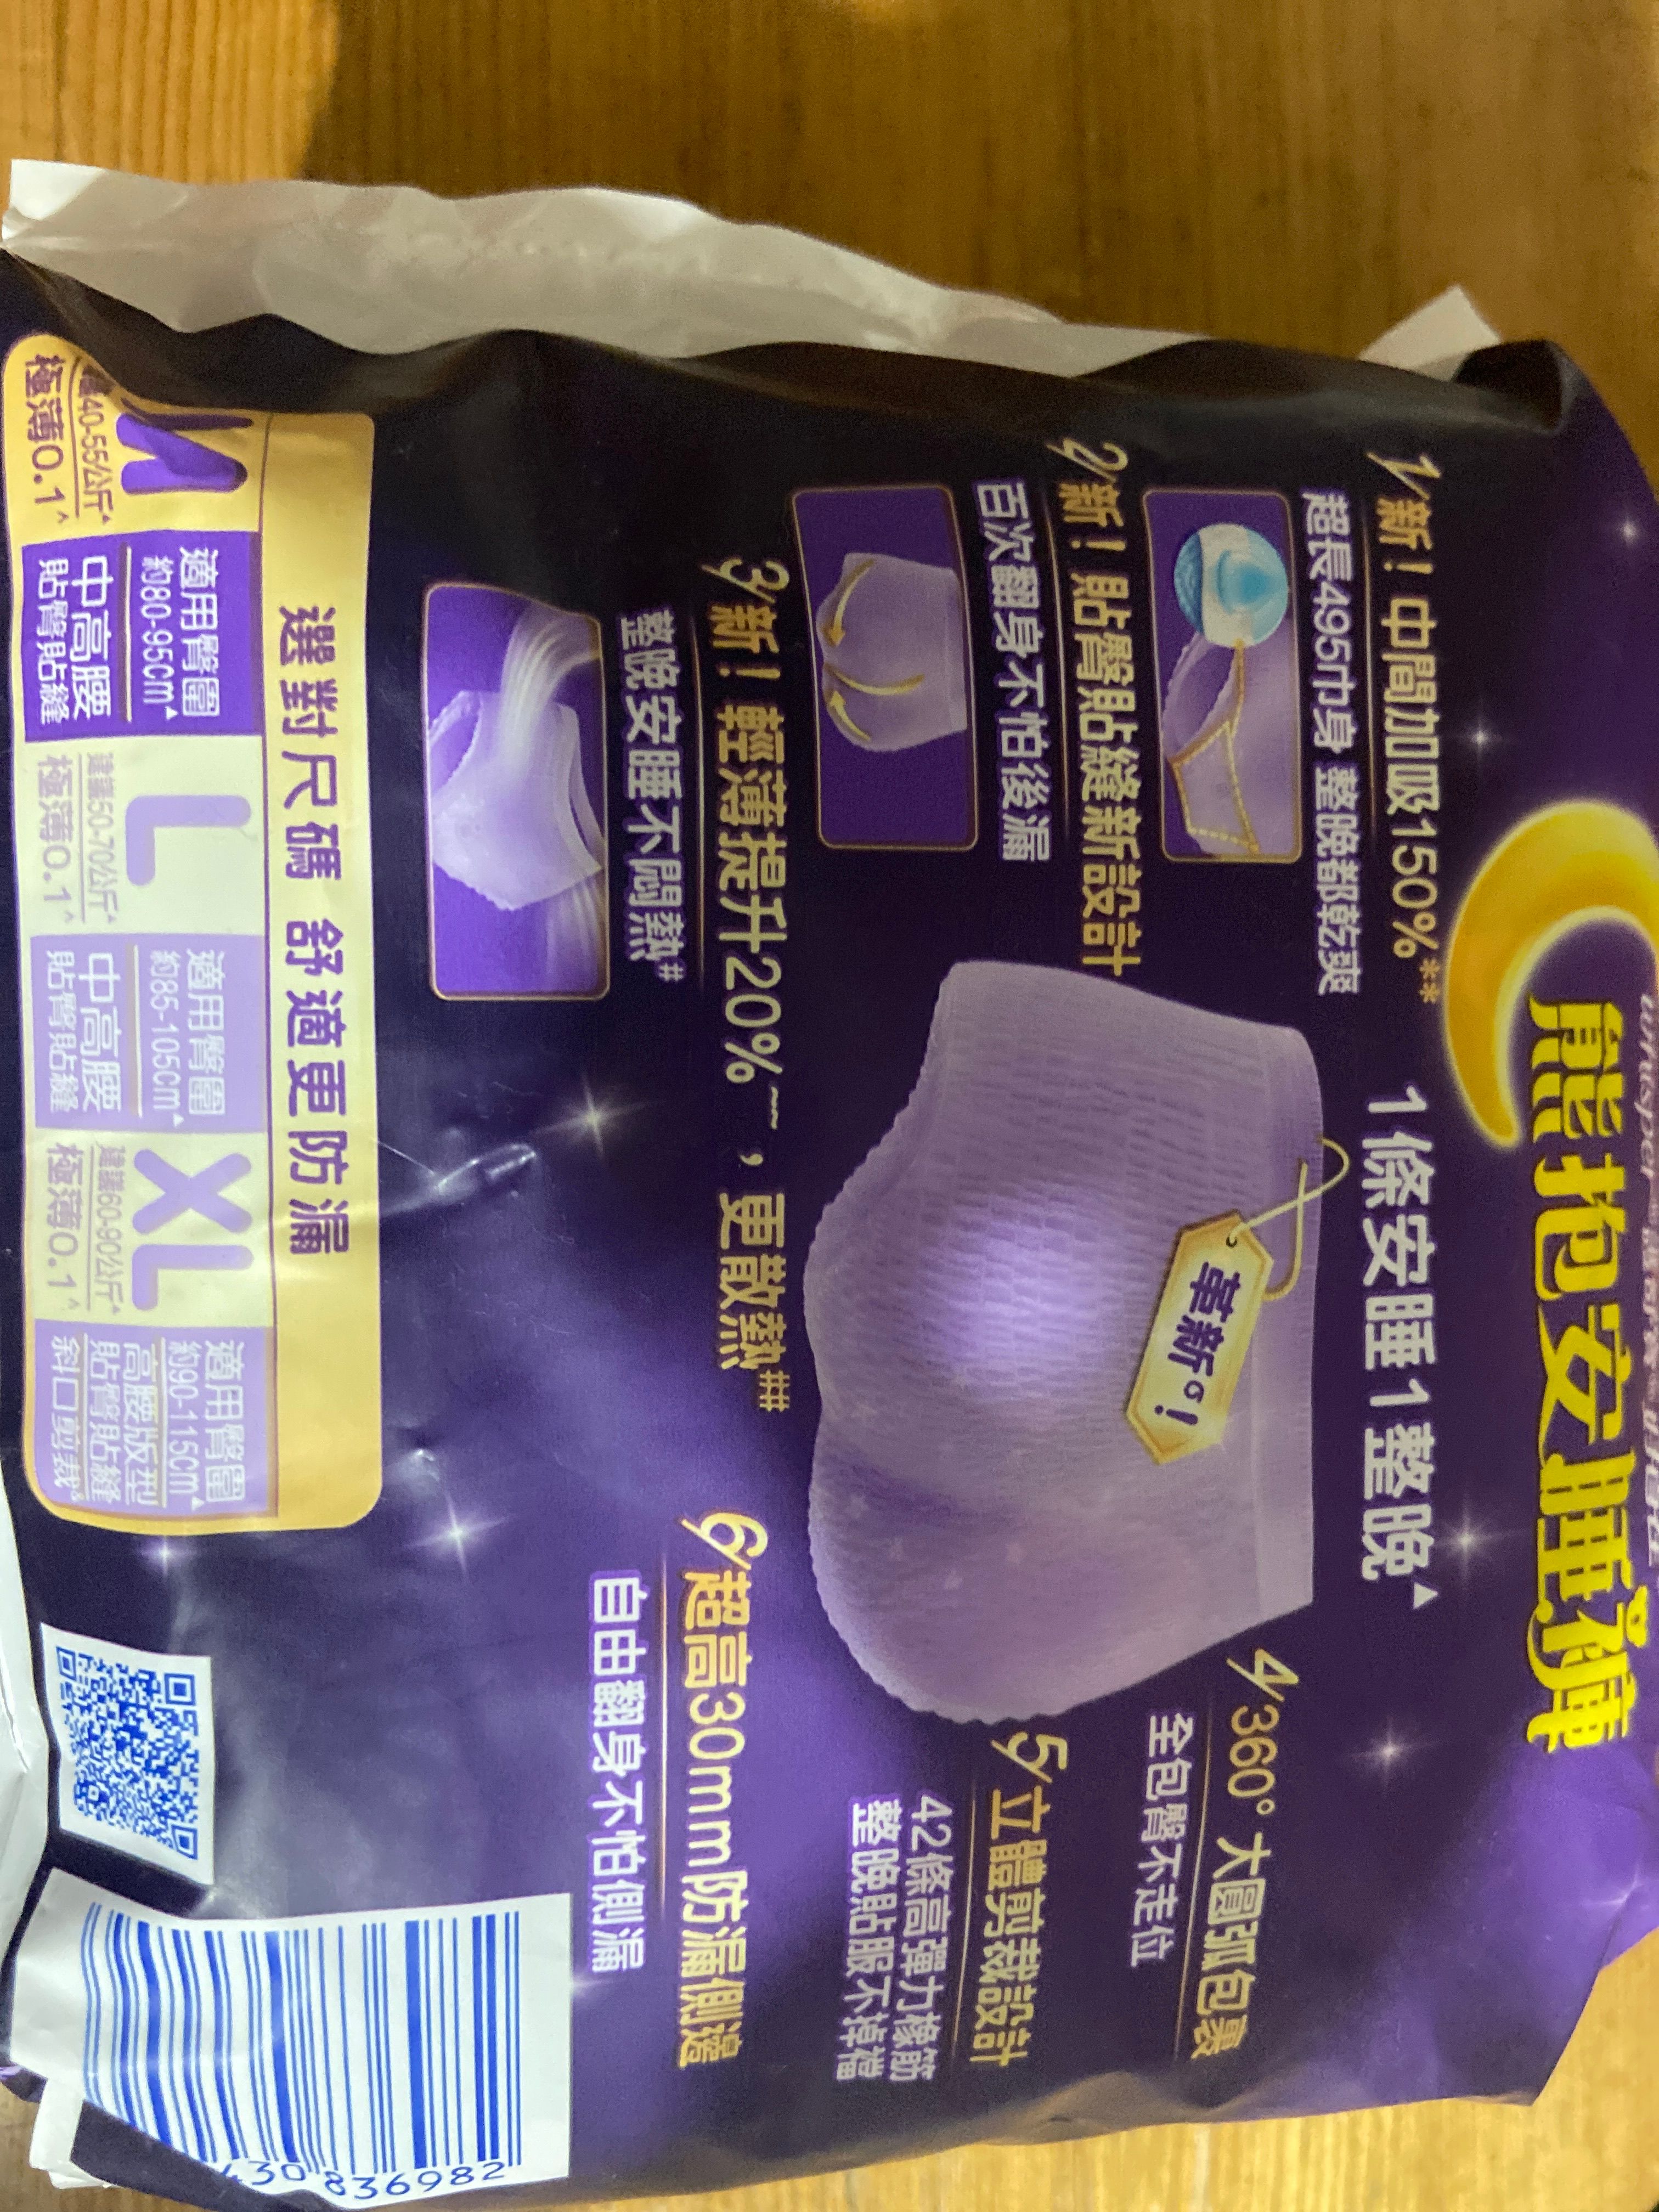 熊抱安睡褲
1條安睡1整晚▲
1 新！中間加吸150%**
超長495巾身 整晚都乾爽
2 新！貼臀貼縫新設計
百次翻身不怕後漏
3 新！輕薄提升20%~~，更散熱##
整晚安睡不悶熱#
革新G！
4 360°大圓弧包裹
全包臀不走位
5 立體剪裁設計
42條高彈力橡筋
整晚貼服不掉襠
6 超高30mm防漏側邊
自由翻身不怕側漏
選對尺碼 舒適更防漏
M
40-55公斤▲
極薄0.1^
適用臀圍
約80-95cm▲
中高腰
貼臀貼縫
L
建議50-70公斤▲
極薄0.1^
適用臀圍
約85-105cm▲
中高腰
貼臀貼縫
XL
建議60-90公斤▲
極薄0.1^
適用臀圍
約90-115cm▲
高腰版型
貼臀貼縫
斜口剪裁
430 836982